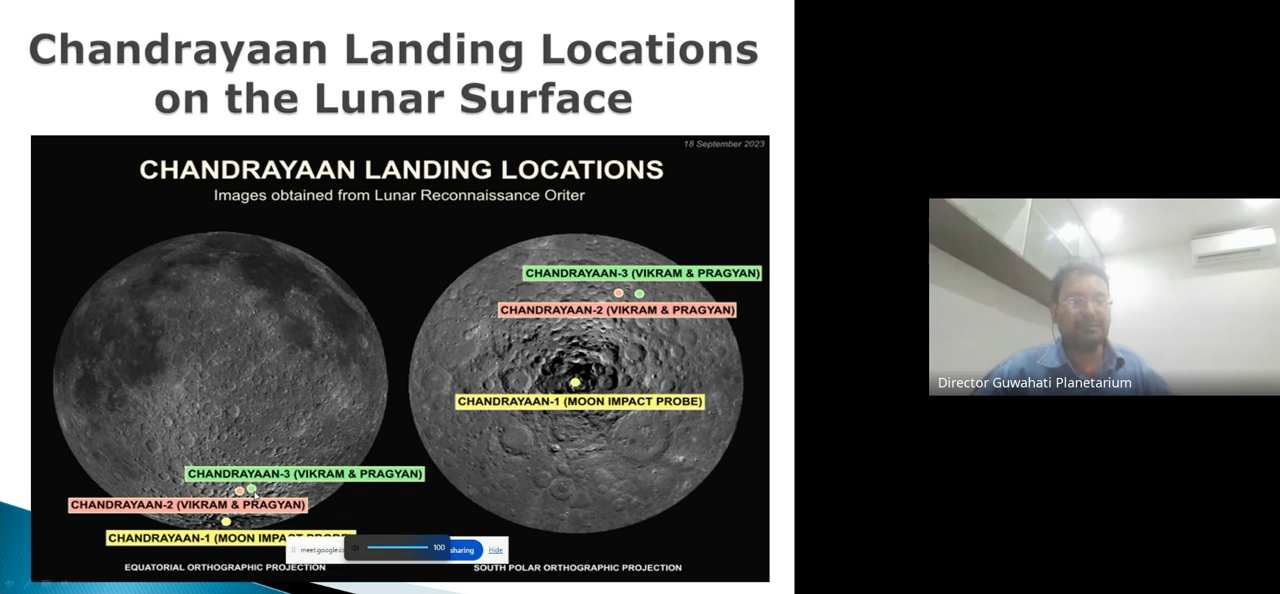 Chandrayaan Landing Locations
on the Lunar Surface
18 September 2023
CHANDRAYAAN LANDING LOCATIONS
Images obtained from Lunar Reconnaissance Oriter
CHANDRAYAAN-3 (VIKRAM & PRAGYAN)
CHANDRAYAAN-2 (VIKRAM & PRAGYAN)
CHANDRAYAAN-1 (MOON IMPACT PROBE)
CHANDRAYAAN-3 (VIKRAM & PRAGYAN)
CHANDRAYAAN-2 (VIKRAM & PRAGYAN)
CHANDRAYAAN-1 (MOON IMPACT PROBE)
meet.google.co
100
sharing
Hide
EQUATORIAL ORTHOGRAPHIC PROJECTION
SOUTH POLAR ORTHOGRAPHIC PROJECTION
Director Guwahati Planetarium